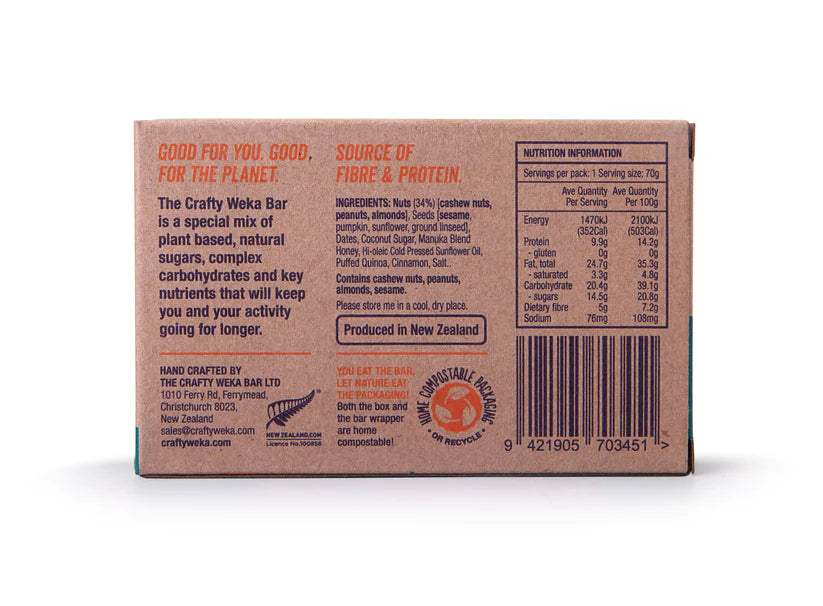 GOOD FOR YOU. GOOD,
FOR THE PLANET.
The Crafty Weka Bar
is a special mix of
plant based, natural
sugars, complex
carbohydrates and key
nutrients that will keep
you and your activity
going for longer.
HAND CRAFTED BY
THE CRAFTY WEKA BAR LTD
1010 Ferry Rd, Ferrymead,
Christchurch 8023,
New Zealand
sales@craftyweka.com
craftyweka.com
NEWZEALAND.COM
Licence No.100856
SOURCE OF
FIBRE & PROTEIN.
INGREDIENTS: Nuts (34%) [cashew nuts,
peanuts, almonds], Seeds [sesame,
pumpkin, sunflower, ground linseed],
Dates, Coconut Sugar, Manuka Blend
Honey, Hi-oleic Cold Pressed Sunflower Oil,
Puffed Quinoa, Cinnamon, Salt..
Contains cashew nuts, peanuts,
almonds, sesame.
Please store me in a cool, dry place.
Produced in New Zealand
YOU EAT THE BAR,
LET NATURE EAT
THE PACKAGING!
Both the box and
the bar wrapper
are home
compostable!
HOME COMPOSTABLE PACKAGING
• OR RECYCLE •
NUTRITION INFORMATION
Servings per pack: 1 Serving size: 70g
Ave Quantity Ave Quantity
Per Serving Per 100g
Energy 1470kJ 2100kJ
(352Cal) (503Cal)
Protein 9.9g 14.2g
- gluten 0g 0g
Fat, total 24.7g 35.3g
- saturated 3.3g 4.8g
Carbohydrate 20.4g 39.1g
- sugars 14.5g 20.8g
Dietary fibre 5g 7.2g
Sodium 76mg 108mg
9 421905 703451 >